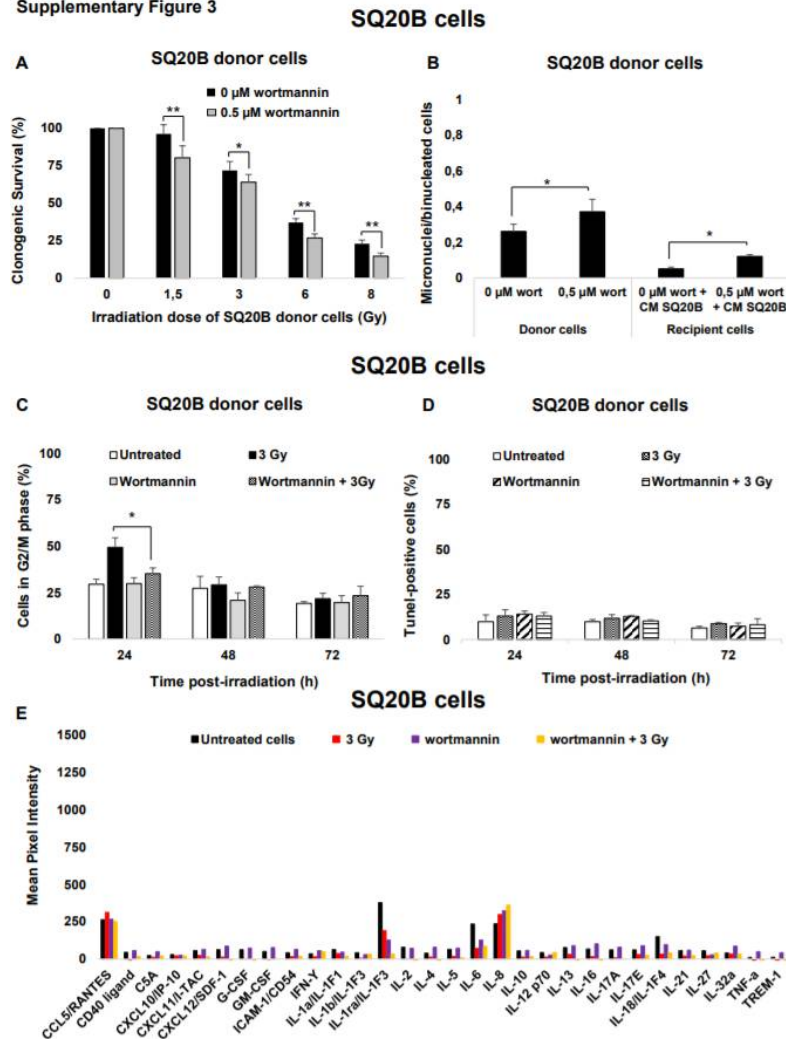 Supplementary Figure 3
SQ20B cells
A
SQ20B donor cells
0 µM wortmannin
0.5 µM wortmannin
Clonogenic Survival (%)
100
75
50
25
0
**
*
**
**
0 1,5 3 6 8
Irradiation dose of SQ20B donor cells (Gy)
B
SQ20B donor cells
Micronuclei/binucleated cells
1
0,8
0,6
0,4
0,2
0
*
*
0 µM wort 0,5 µM wort 0 µM wort + 0,5 µM wort
CM SQ20B + CM SQ20B
Donor cells Recipient cells
SQ20B cells
C
SQ20B donor cells
Untreated 3 Gy
Wortmannin Wortmannin + 3Gy
Cells in G2/M phase (%)
100
75
50
25
0
*
24 48 72
Time post-irradiation (h)
D
SQ20B donor cells
Untreated 3 Gy
Wortmannin Wortmannin + 3 Gy
Tunel-positive cells (%)
100
75
50
25
0
24 48 72
Time post-irradiation (h)
SQ20B cells
E
Untreated cells 3 Gy wortmannin wortmannin + 3 Gy
Mean Pixel Intensity
1500
1250
1000
750
500
250
0
CCL5/RANTES
CD40 ligand
C5A
CXCL10/IP-10
CXCL11/I-TAC
CXCL12/SDF-1
G-CSF
GM-CSF
ICAM-1/CD54
IFN-Y
IL-1a/IL-1F1
IL-1b/IL-1F3
IL-1ra/IL-1F3
IL-2
IL-4
IL-5
IL-6
IL-8
IL-10
IL-12 p70
IL-13
IL-16
IL-17A
IL-17E
IL-18/IL-1F4
IL-21
IL-27
IL-32a
TNF-a
TREM-1